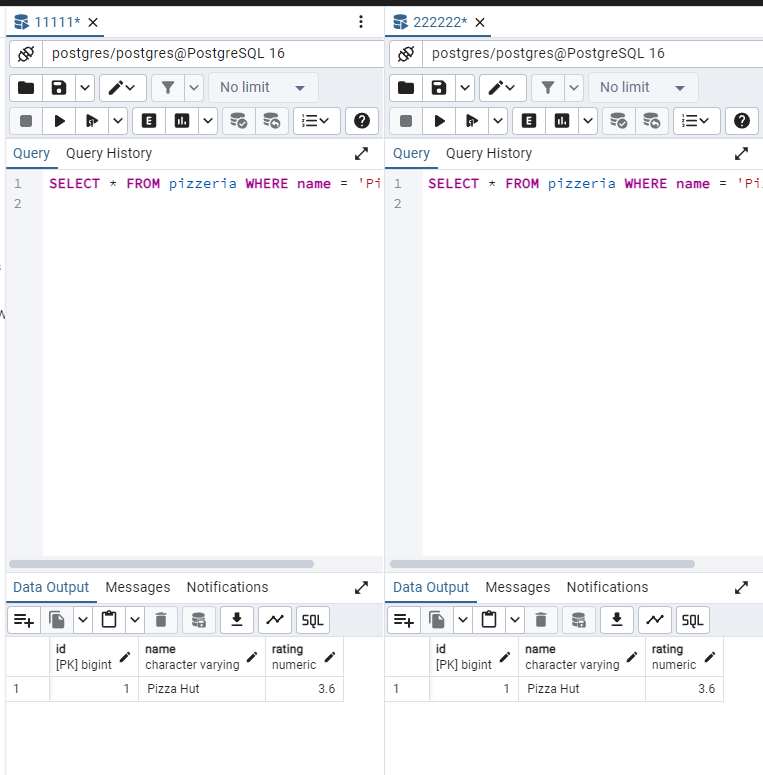 11111*
postgres/postgres@PostgreSQL 16
No limit
E
Query Query History
1 SELECT * FROM pizzeria WHERE name = 'Pi
2
Data Output Messages Notifications
SQL
id name rating
[PK] bigint character varying numeric
1 1 Pizza Hut 3.6
222222*
postgres/postgres@PostgreSQL 16
No limit
E
Query Query History
1 SELECT * FROM pizzeria WHERE name = 'Pi
2
Data Output Messages Notifications
SQL
id name rating
[PK] bigint character varying numeric
1 1 Pizza Hut 3.6